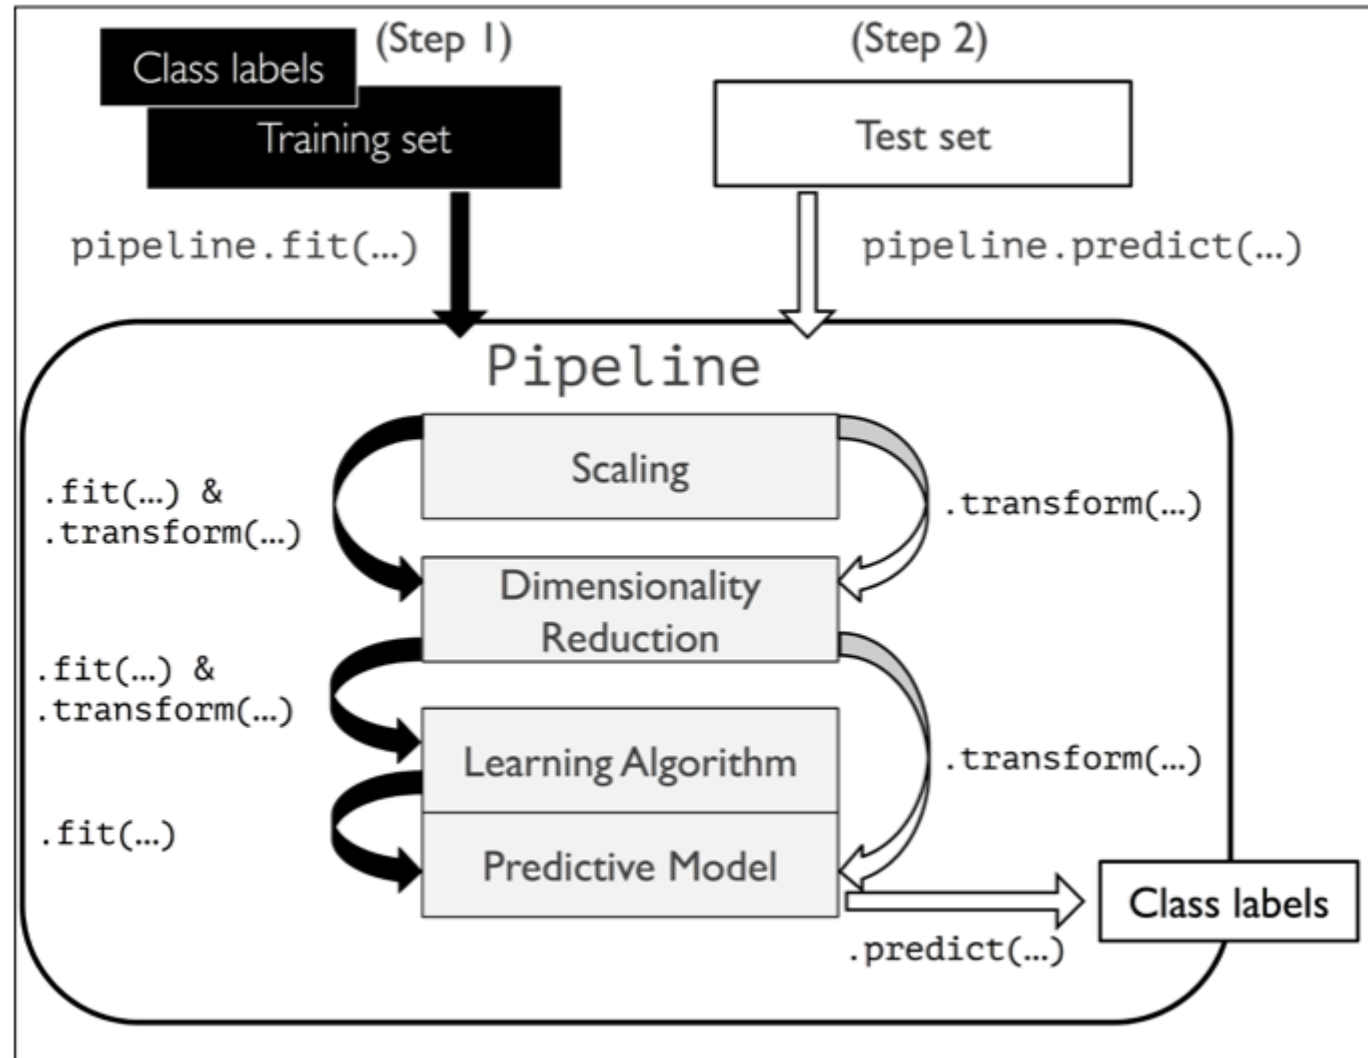 (Step 1)
(Step 2)
Class labels
Training set
Test set
pipeline.fit(…)
pipeline.predict(…)
Pipeline
Scaling
.fit(…) &
.transform(…)
.transform(…)
Dimensionality
Reduction
.fit(…) &
.transform(…)
Learning Algorithm
.transform(…)
.fit(…)
Predictive Model
Class labels
.predict(…)